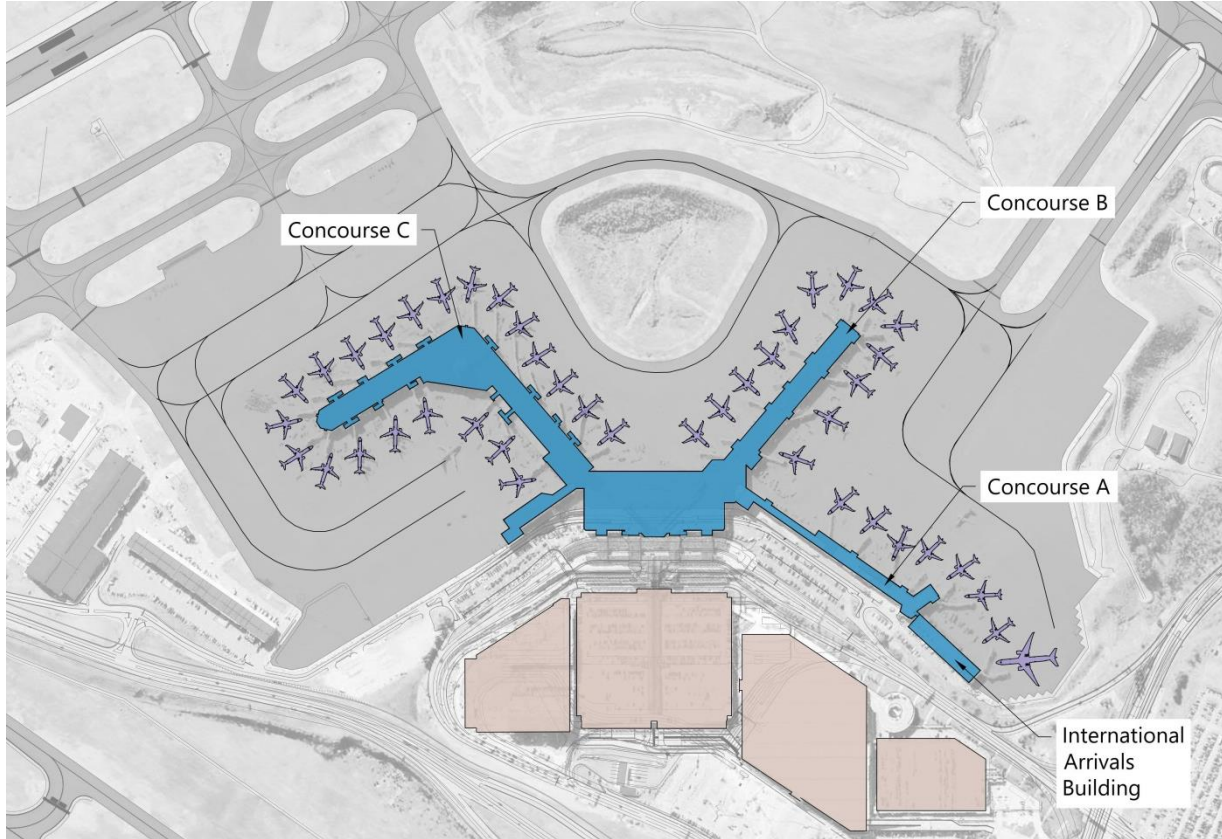 Concourse B
Concourse C
Concourse A
International
Arrivals
Building